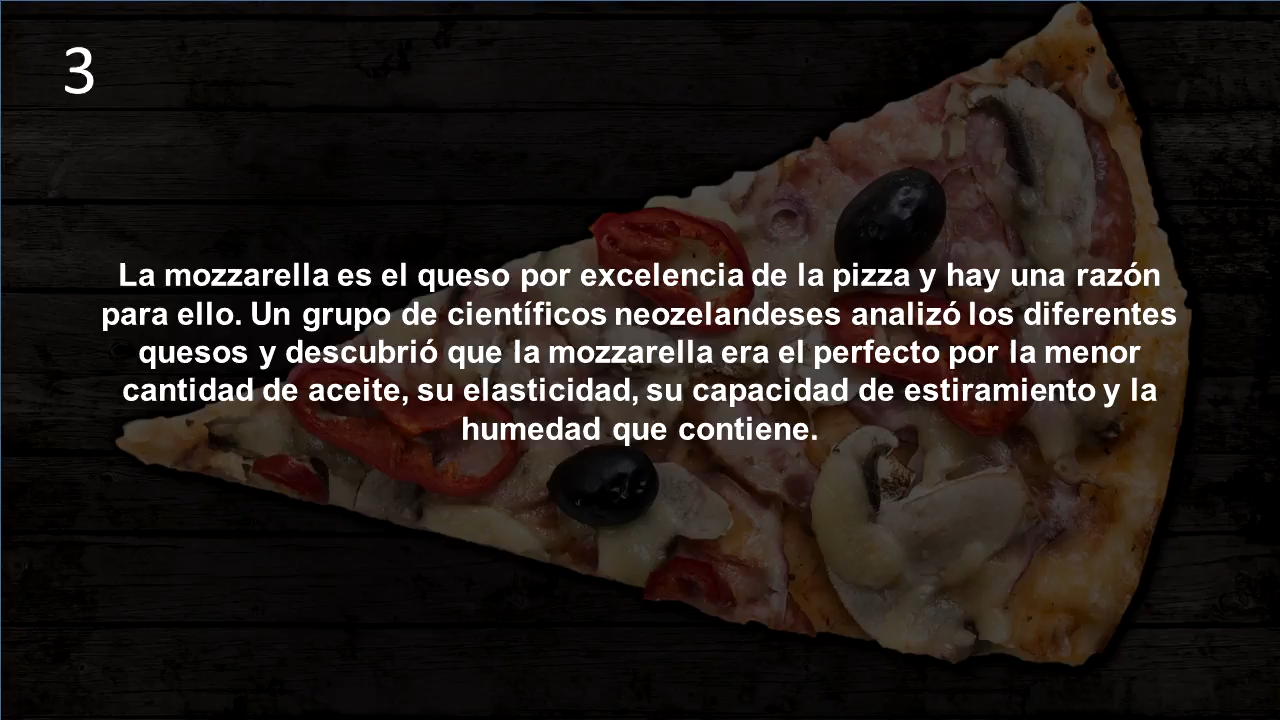 3
La mozzarella es el queso por excelencia de la pizza y hay una razón
para ello. Un grupo de científicos neozelandeses analizó los diferentes
quesos y descubrió que la mozzarella era el perfecto por la menor
cantidad de aceite, su elasticidad, su capacidad de estiramiento y la
humedad que contiene.